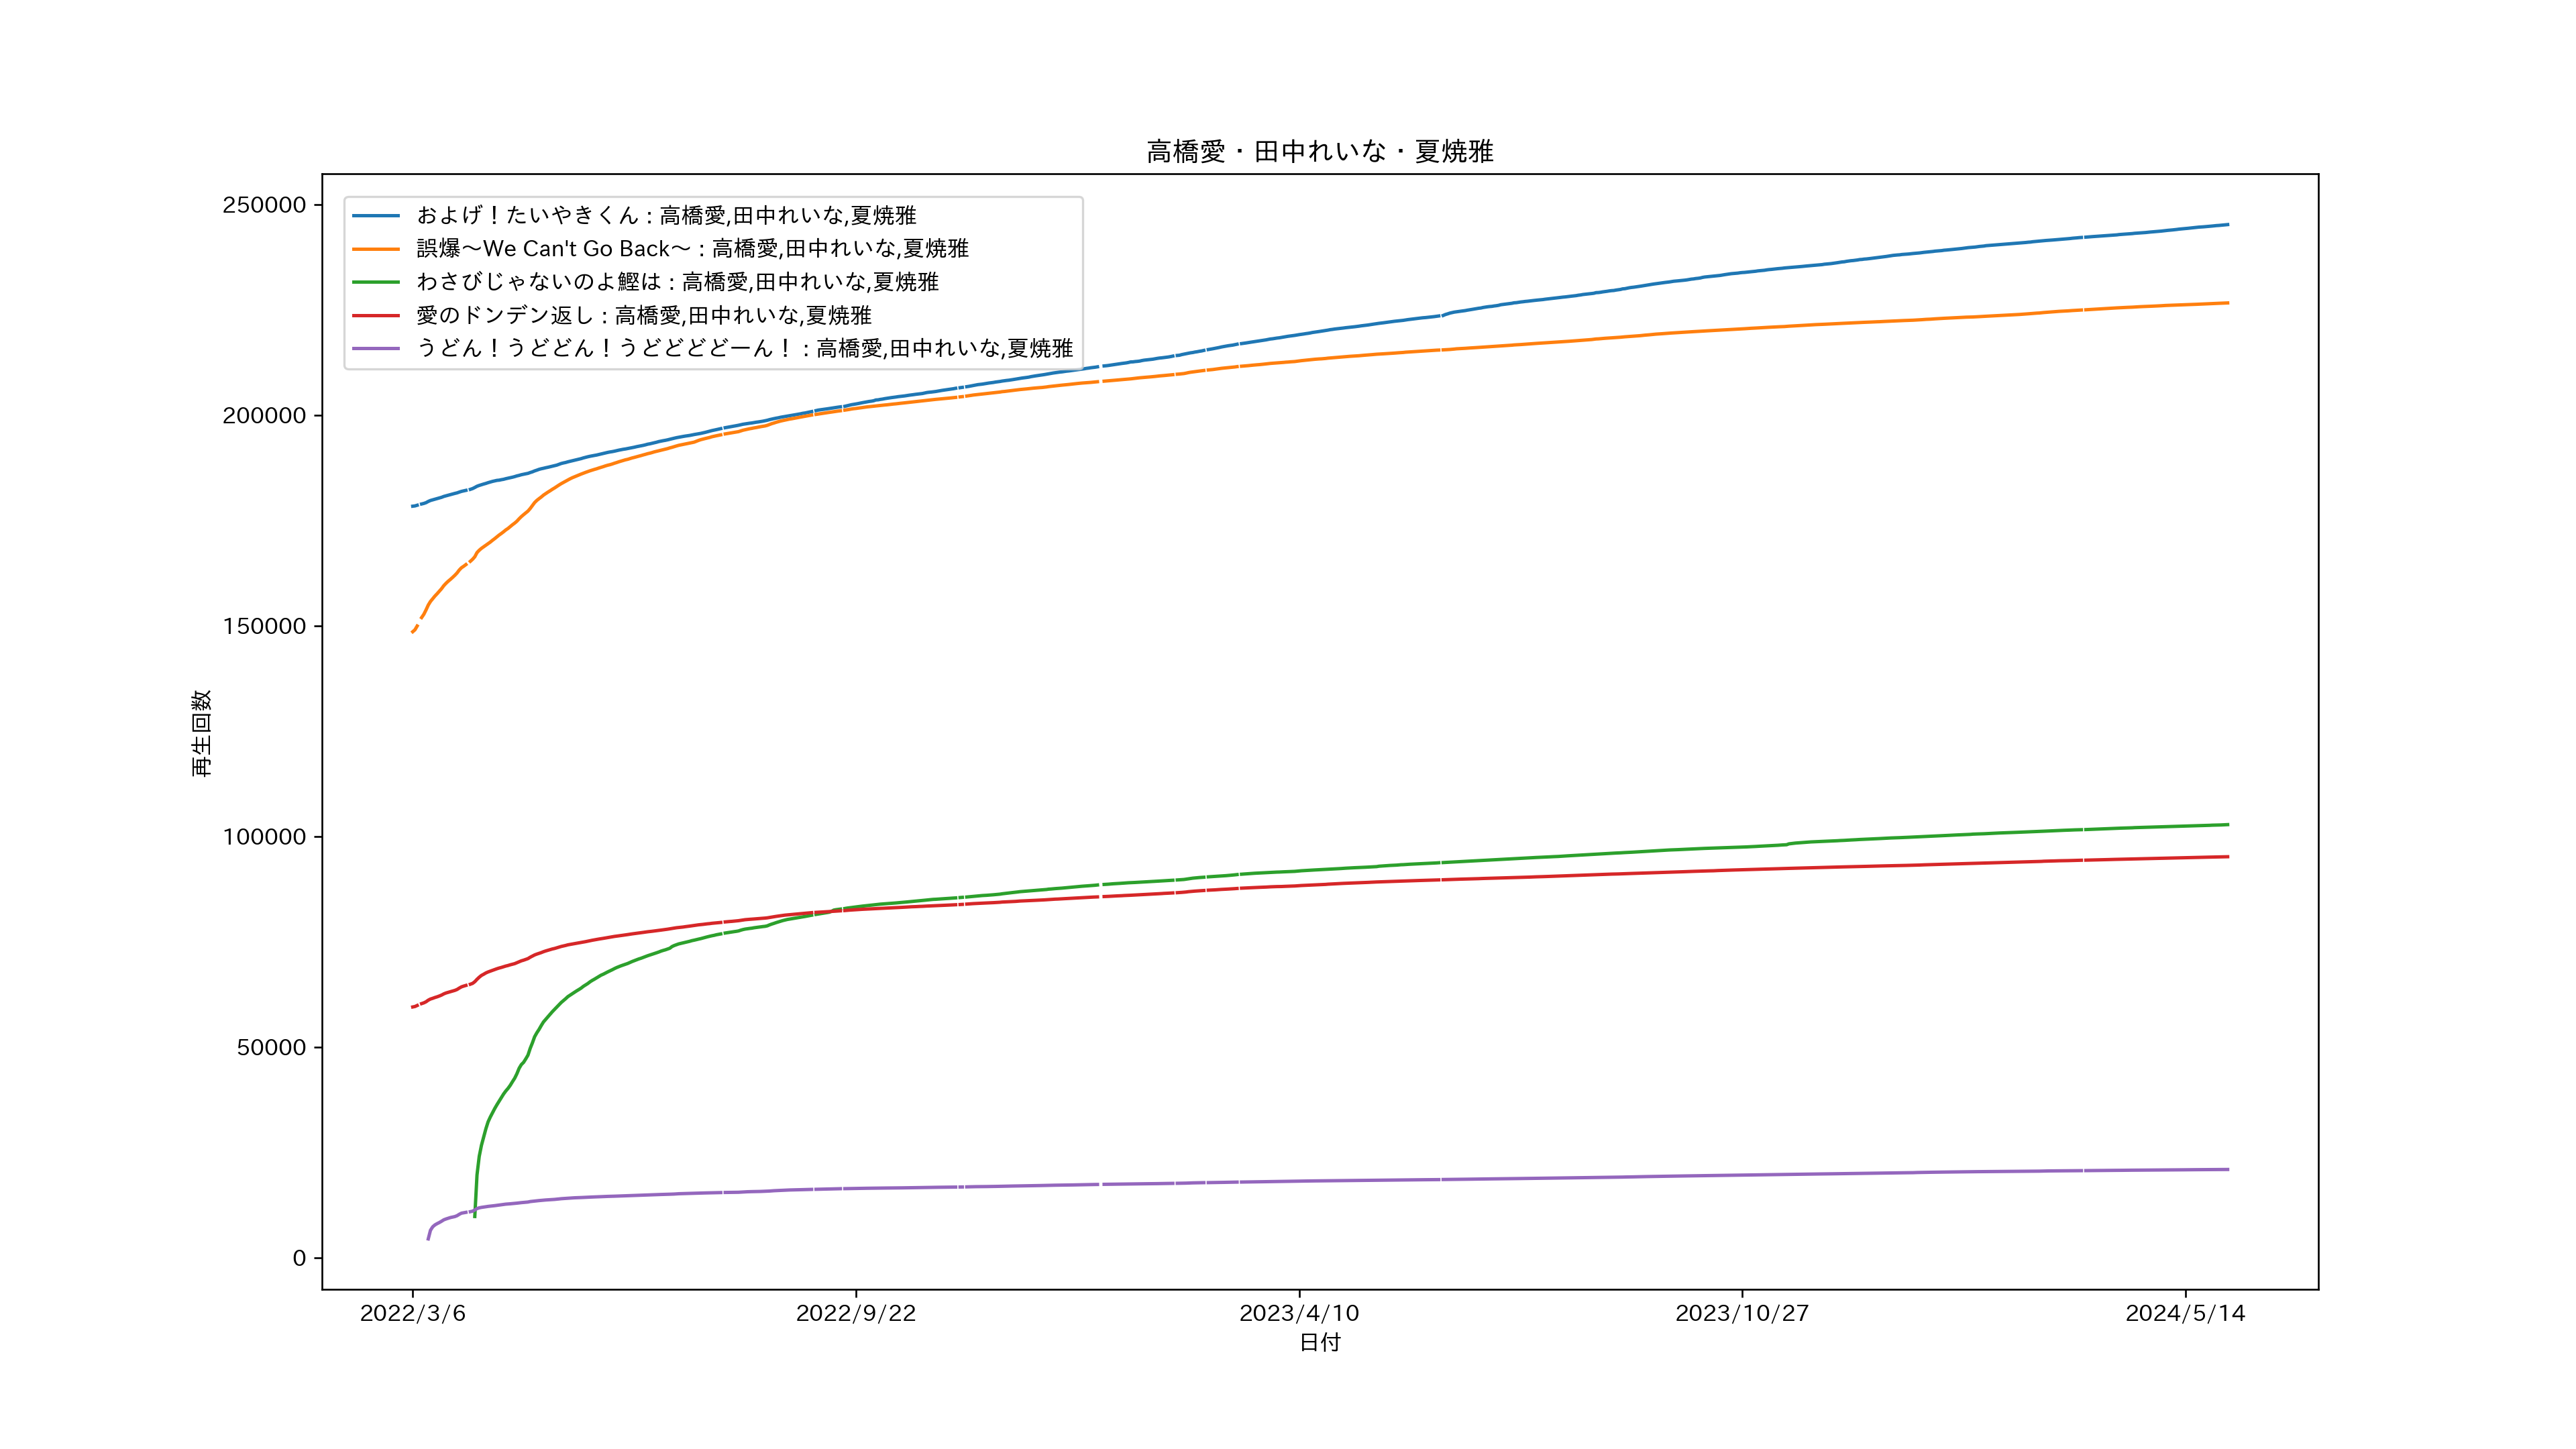 高橋愛・田中れいな・夏焼雅
250000
200000
150000
100000
50000
0
再生回数
およげ！たいやきくん : 高橋愛,田中れいな,夏焼雅
誤爆～We Can't Go Back～ : 高橋愛,田中れいな,夏焼雅
わさびじゃないのよ鰹は : 高橋愛,田中れいな,夏焼雅
愛のドンデン返し : 高橋愛,田中れいな,夏焼雅
うどん！うどどん！うどどどどーん！ : 高橋愛,田中れいな,夏焼雅
2022/3/6
2022/9/22
2023/4/10
2023/10/27
2024/5/14
日付